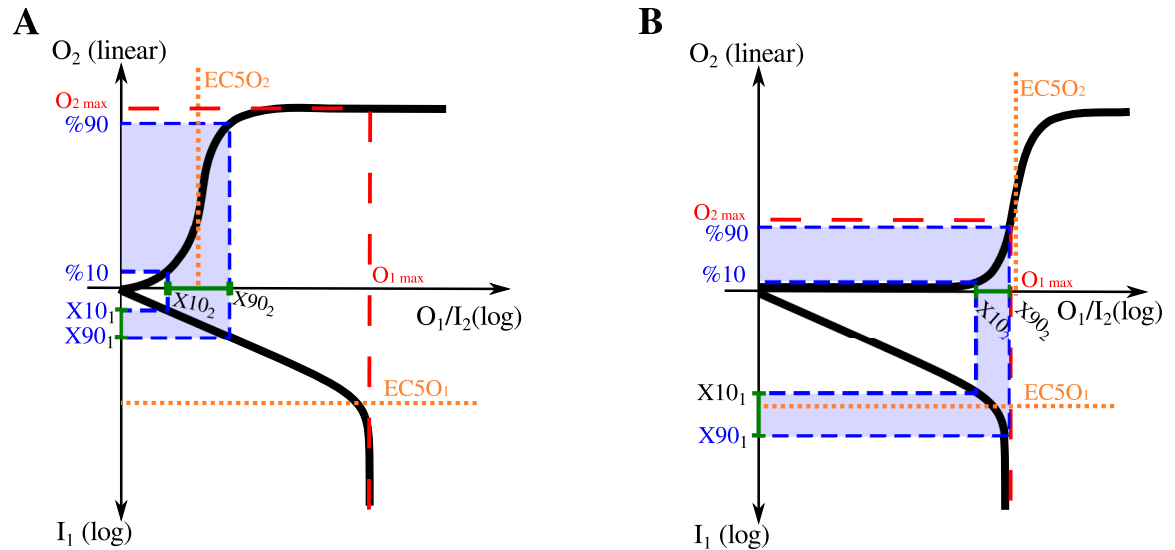 A
O₂ (linear)
EC5O₂
O₂ max
%90
%10
X10₁
X90₁
X10₂
X90₂
O₁ max
O₁/I₂(log)
EC5O₁
I₁ (log)
B
O₂ (linear)
EC5O₂
O₂ max
%90
%10
O₁ max
X10₂
X90₂
O₁/I₂(log)
X10₁
EC5O₁
X90₁
I₁ (log)